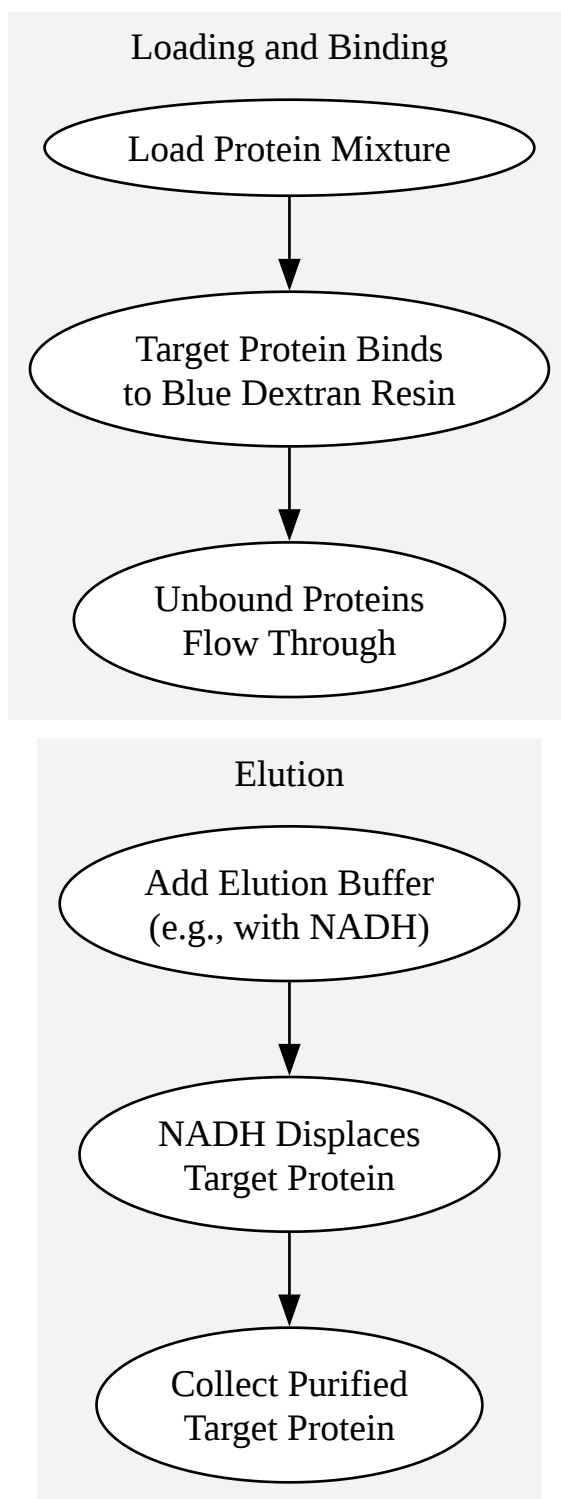 Loading and Binding
Load Protein Mixture
Target Protein Binds
to Blue Dextran Resin
Unbound Proteins
Flow Through
Elution
Add Elution Buffer
(e.g., with NADH)
NADH Displaces
Target Protein
Collect Purified
Target Protein